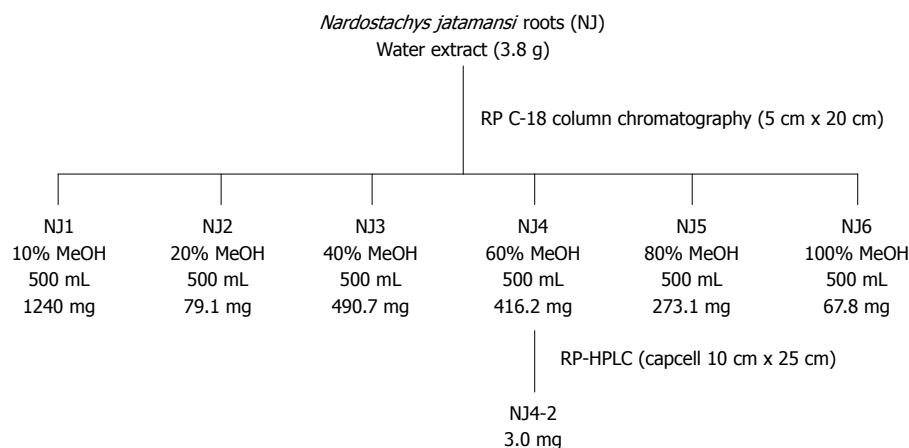 Nardostachys jatamansi roots (NJ)
Water extract (3.8 g)
RP C-18 column chromatography (5 cm x 20 cm)
NJ1
10% MeOH
500 mL
1240 mg
NJ2
20% MeOH
500 mL
79.1 mg
NJ3
40% MeOH
500 mL
490.7 mg
NJ4
60% MeOH
500 mL
416.2 mg
NJ5
80% MeOH
500 mL
273.1 mg
NJ6
100% MeOH
500 mL
67.8 mg
RP-HPLC (capcell 10 cm x 25 cm)
NJ4-2
3.0 mg